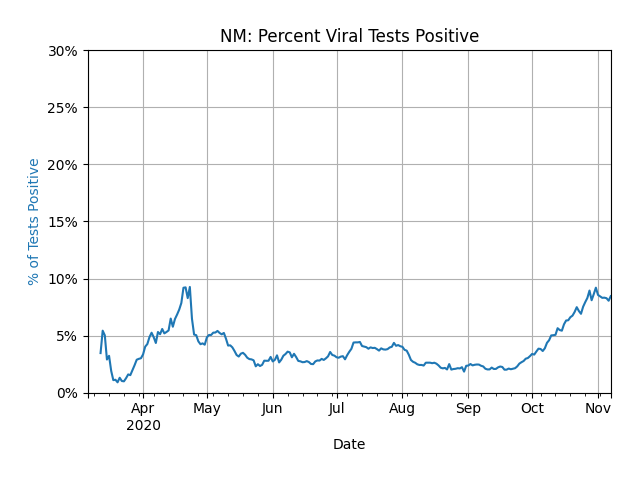 NM: Percent Viral Tests Positive
30%
25%
20%
15%
10%
5%
0%
% of Tests Positive
Apr May Jun Jul Aug Sep Oct Nov
2020
Date